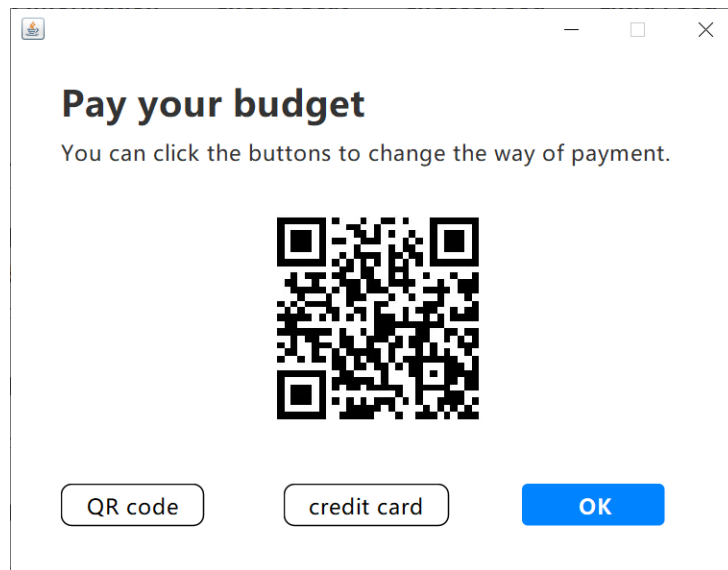 Pay your budget
You can click the buttons to change the way of payment.
QR code
credit card
OK